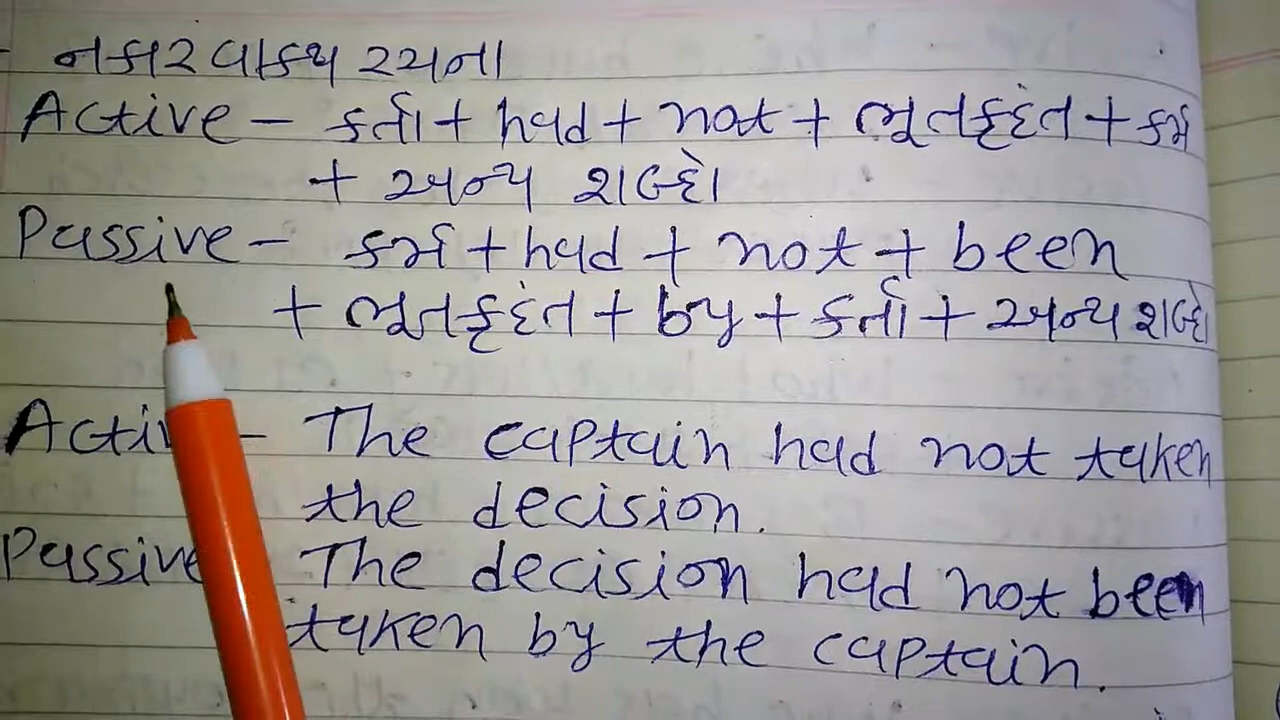 - નકાર વાક્ય રચના
Active - કર્તા + had + not + ભૂતકૃદંત + કર્મ
+ અન્ય શબ્દો
Passive - કર્મ + had + not + been
+ ભૂતકૃદંત + by + કર્તા + અન્ય શબ્દો
Active - The captain had not taken
the decision.
Passive The decision had not been
taken by the captain.